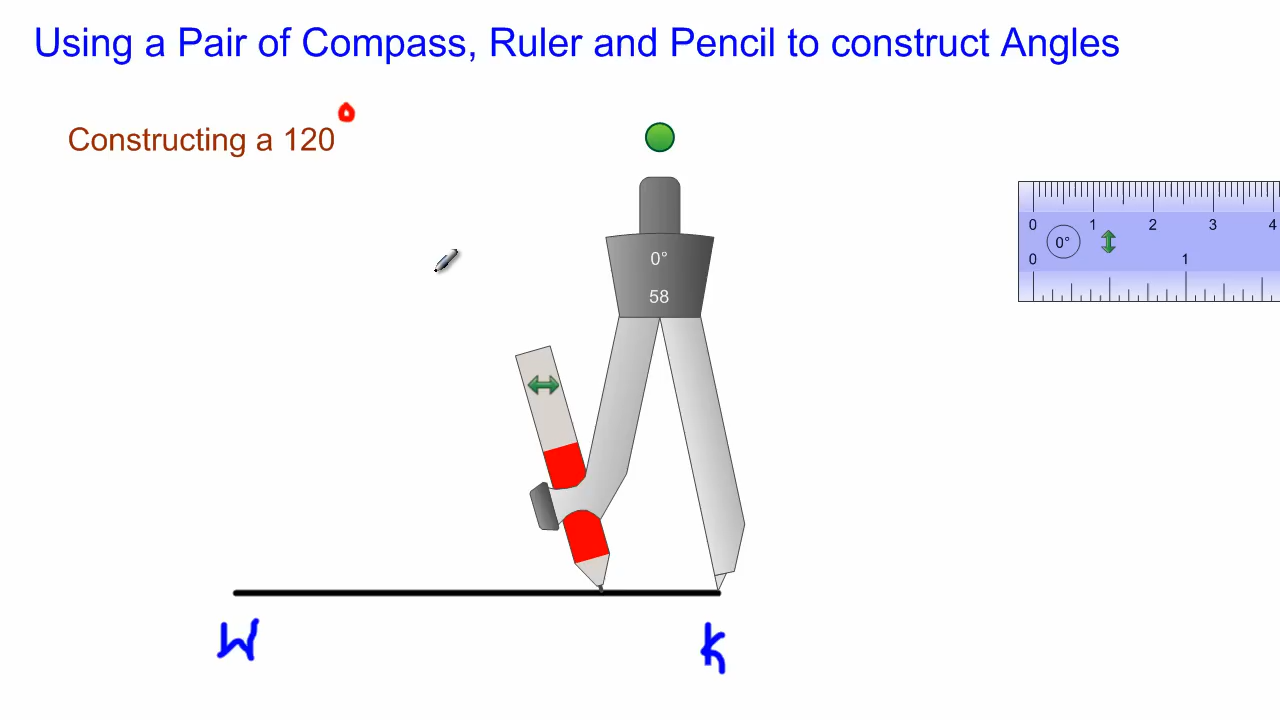 Using a Pair of Compass, Ruler and Pencil to construct Angles
Constructing a 120°
0°
58
0 1 2 3 4
0°
0 1
W K